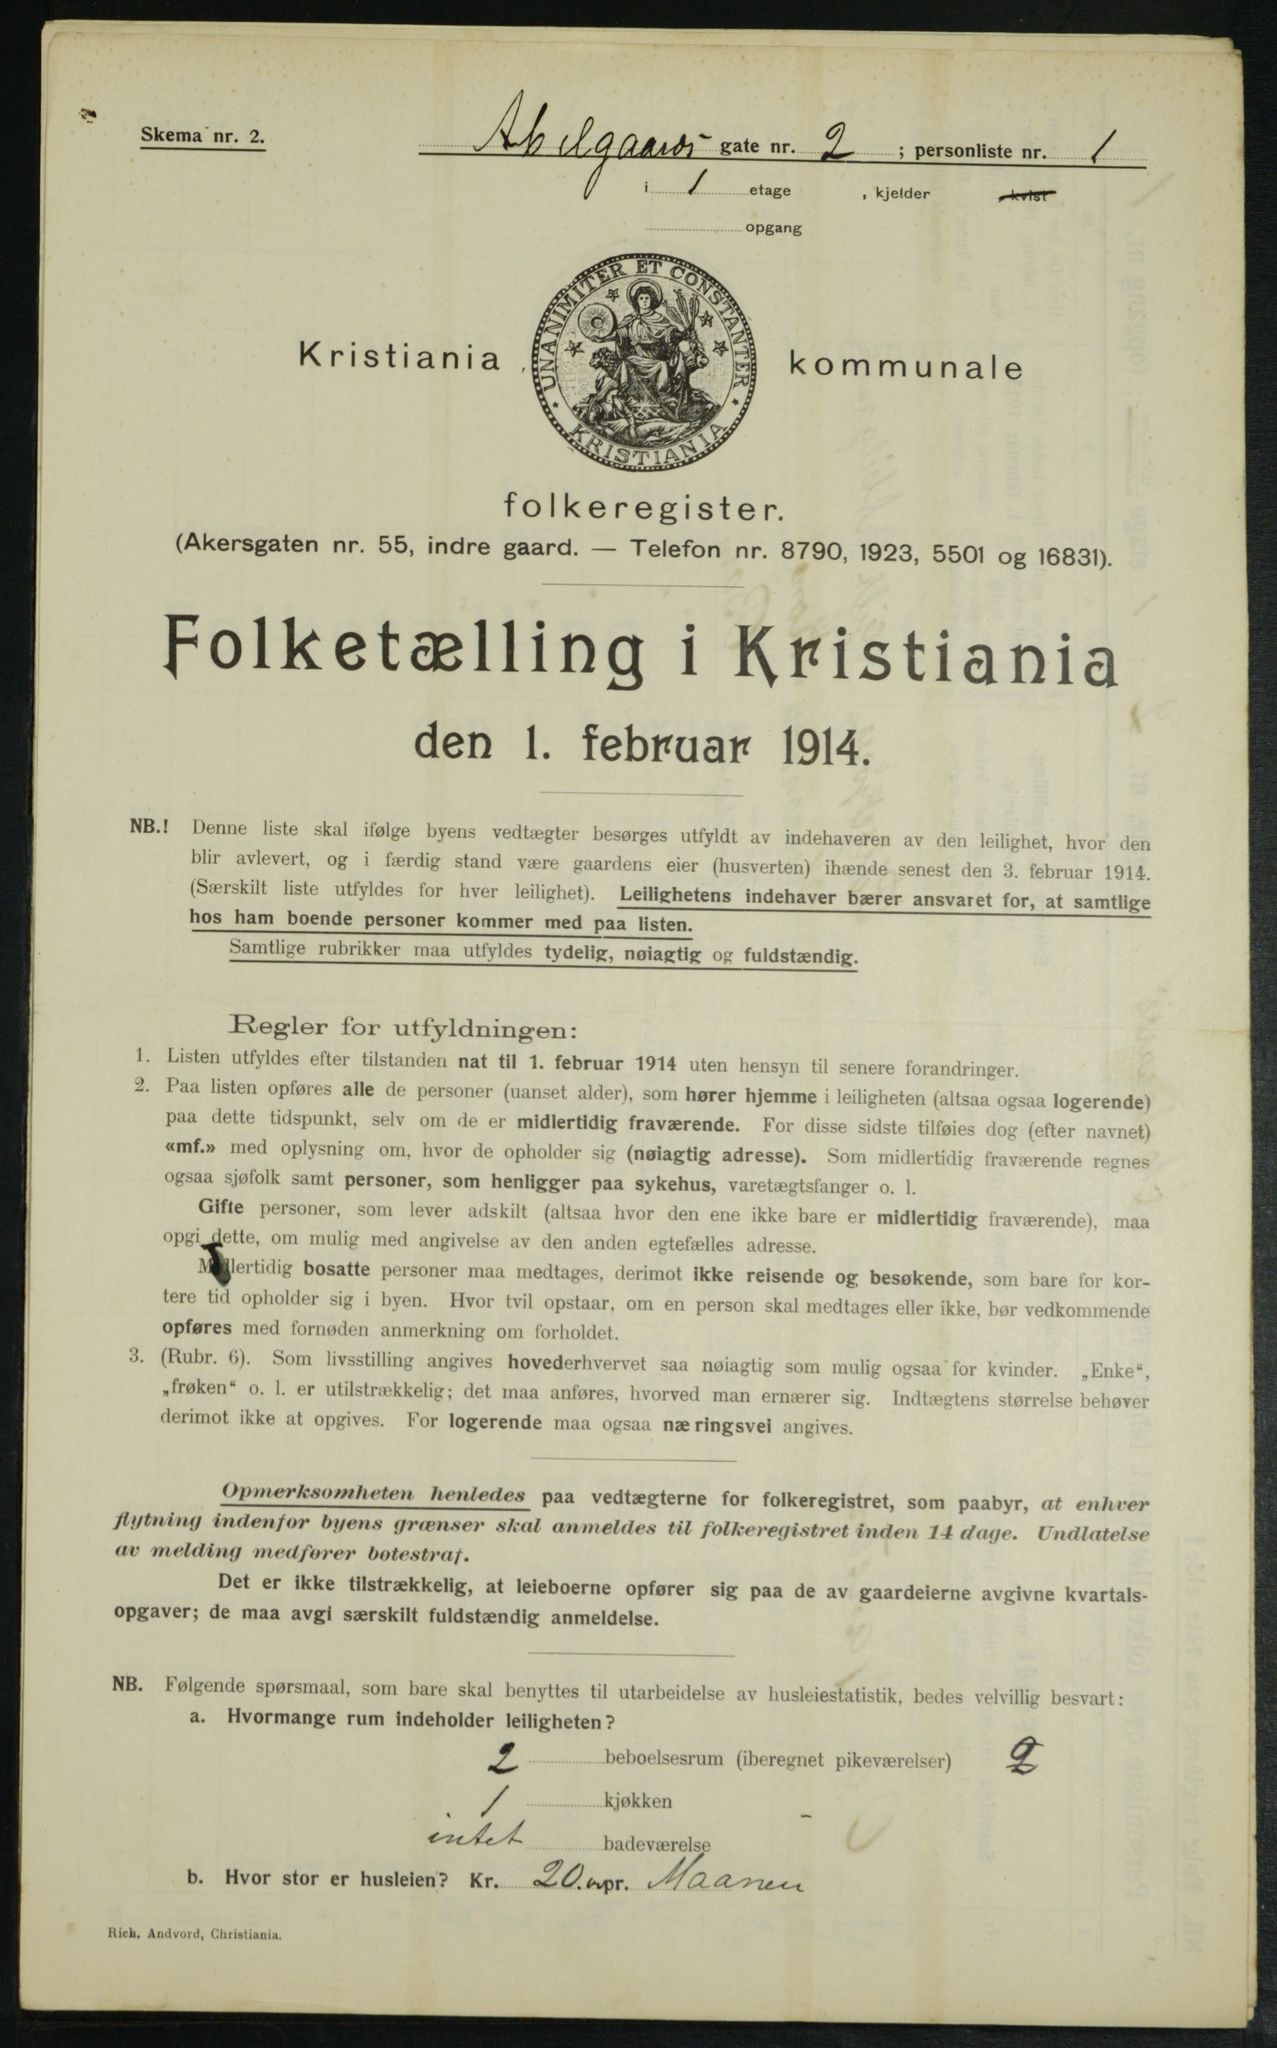 Skema nr. 2.
Abelgaards gate nr. 2 ; personliste nr. 1
i 1 etage , kjelder , kvist
opgang
UNANIMITER ET CONSTANTER
KRISTIANIA
Kristiania kommunale
folkeregister.
(Akersgaten nr. 55, indre gaard. — Telefon nr. 8790, 1923, 5501 og 16831).
Folketælling i Kristiania
den 1. februar 1914.
NB.! Denne liste skal ifølge byens vedtægter besørges utfyldt av indehaveren av den leilighet, hvor den
blir avlevert, og i færdig stand være gaardens eier (husverten) ihænde senest den 3. februar 1914.
(Særskilt liste utfyldes for hver leilighet). Leilighetens indehaver bærer ansvaret for, at samtlige
hos ham boende personer kommer med paa listen.
Samtlige rubrikker maa utfyldes tydelig, nøiagtig og fuldstændig.
Regler for utfyldningen:
1. Listen utfyldes efter tilstanden nat til 1. februar 1914 uten hensyn til senere forandringer.
2. Paa listen opføres alle de personer (uanset alder), som hører hjemme i leiligheten (altsaa ogsaa logerende)
paa dette tidspunkt, selv om de er midlertidig fraværende. For disse sidste tilføies dog (efter navnet)
«mf.» med oplysning om, hvor de opholder sig (nøiagtig adresse). Som midlertidig fraværende regnes
ogsaa sjøfolk samt personer, som henligger paa sykehus, varetægtsfanger o. l.
Gifte personer, som lever adskilt (altsaa hvor den ene ikke bare er midlertidig fraværende), maa
opgi dette, om mulig med angivelse av den anden egtefælles adresse.
Midlertidig bosatte personer maa medtages, derimot ikke reisende og besøkende, som bare for kor-
tere tid opholder sig i byen. Hvor tvil opstaar, om en person skal medtages eller ikke, bør vedkommende
opføres med fornøden anmerkning om forholdet.
3. (Rubr. 6). Som livsstilling angives hovederhvervet saa nøiagtig som mulig ogsaa for kvinder. „Enke“,
„frøken“ o. l. er utilstrækkelig; det maa anføres, hvorved man ernærer sig. Indtægtens størrelse behøver
derimot ikke at opgives. For logerende maa ogsaa næringsvei angives.
Opmerksomheten henledes paa vedtægterne for folkeregistret, som paabyr, at enhver
flytning indenfor byens grænser skal anmeldes til folkeregistret inden 14 dage. Undlatelse
av melding medfører botestraf.
Det er ikke tilstrækkelig, at leieboerne opfører sig paa de av gaardeierne avgivne kvartals-
opgaver; de maa avgi særskilt fuldstændig anmeldelse.
NB. Følgende spørsmaal, som bare skal benyttes til utarbeidelse av husleiestatistik, bedes velvillig besvart:
a. Hvormange rum indeholder leiligheten?
2 beboelsesrum (iberegnet pikeværelser) 2
1 kjøkken
intet badeværelse
b. Hvor stor er husleien? Kr. 20. pr. Maanen
Rich. Andvord, Christiania.